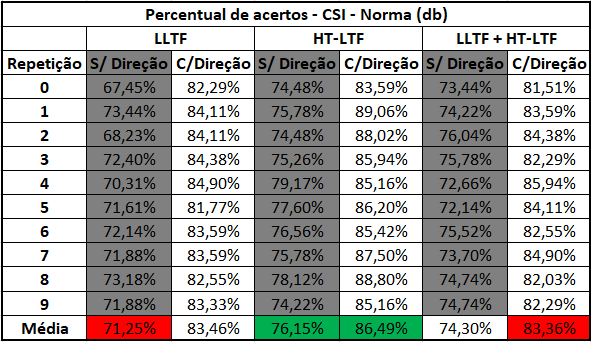 Percentual de acertos - CSI - Norma (db)
LLTF HT-LTF LLTF + HT-LTF
Repetição S/ Direção C/Direção S/ Direção C/Direção S/ Direção C/Direção
0 67,45% 82,29% 74,48% 83,59% 73,44% 81,51%
1 73,44% 84,11% 75,78% 89,06% 74,22% 83,59%
2 68,23% 84,11% 74,48% 88,02% 76,04% 84,38%
3 72,40% 84,38% 75,26% 85,94% 75,78% 82,29%
4 70,31% 84,90% 79,17% 85,16% 72,66% 85,94%
5 71,61% 81,77% 77,60% 86,20% 72,14% 84,11%
6 72,14% 83,59% 76,56% 85,42% 75,52% 82,55%
7 71,88% 83,59% 75,78% 87,50% 73,70% 84,90%
8 73,18% 82,55% 78,12% 88,80% 74,74% 82,03%
9 71,88% 83,33% 74,22% 85,16% 74,74% 82,29%
Média 71,25% 83,46% 76,15% 86,49% 74,30% 83,36%